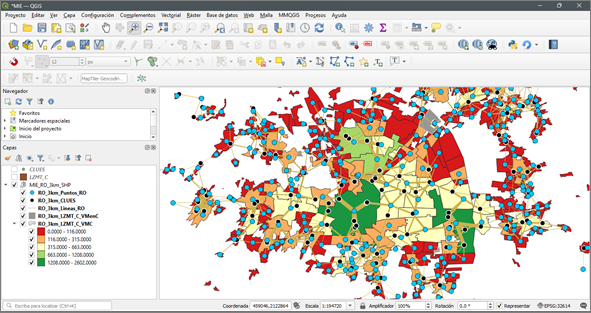 *MIE — QGIS
Proyecto Editar Ver Capa Configuración Complementos Vectorial Ráster Base de datos Web Malla MMQGIS Procesos Ayuda
12 px
MapTiler Geocodin...
Navegador
Favoritos
Marcadores espaciales
Inicio del proyecto
Inicio
Capas
CLUES
LZMT_C
MIE_RO_3km_SHP
RO_3km_Puntos_RO
RO_3km_CLUES
RO_3km_Lineas_RO
RO_3km_LZMT_C_VMenC
RO_3km_LZMT_C_VMC
0.0000 - 116.0000
116.0000 - 315.0000
315.0000 - 663.0000
663.0000 - 1208.0000
1208.0000 - 2602.0000
Escriba para localizar (Ctrl+K)
Coordenada 459046,2122864
Escala 1:194720
Amplificador 100%
Rotación 0.0 °
Representar
EPSG:32614